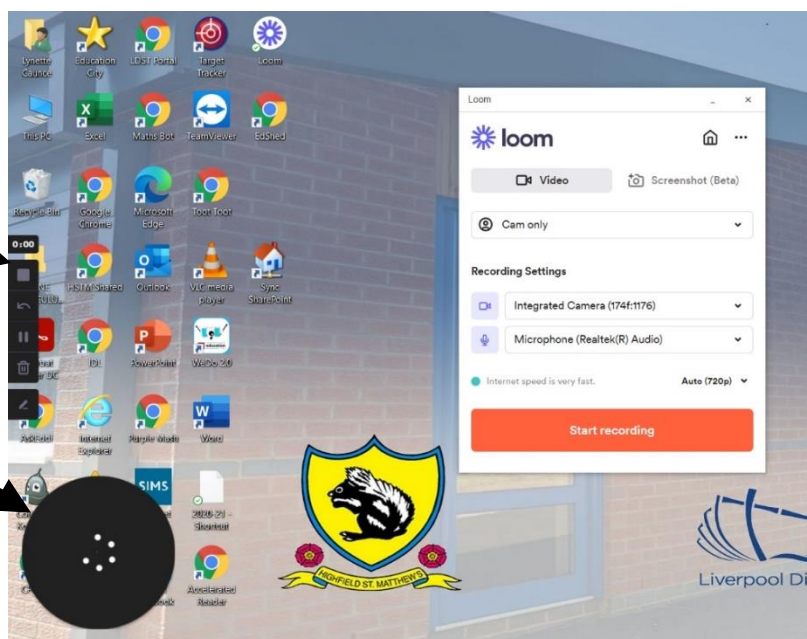 Lynette
Caunce
Education
City
LDST Portal
Target
Tracker
Loom
This PC
Excel
Maths Bot
TeamViewer
EdShed
Recycle Bin
Google
Chrome
Microsoft
Edge
Toot Toot
0:00
HSTM Shared
Outlook
VLC media
player
Sync
SharePoint
IDL
PowerPoint
WeDo 2.0
education
Internet
Explorer
Purple Mash
Word
SIMS
2020-21 -
Shortcut
Accelerated
Reader
Loom
loom
Video
Screenshot (Beta)
Cam only
Recording Settings
Integrated Camera (174f:1176)
Microphone (Realtek(R) Audio)
Internet speed is very fast.
Auto (720p)
Start recording
HIGHFIELD ST. MATTHEW'S
Liverpool Di